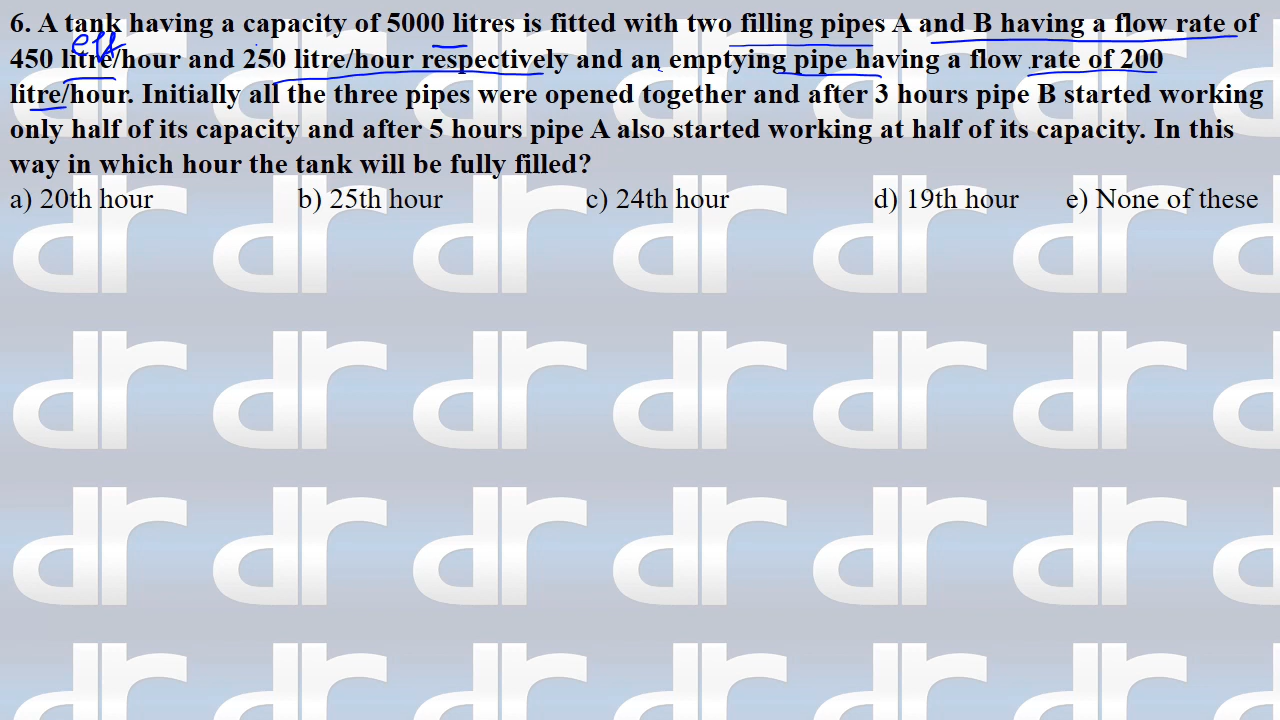 6. A tank having a capacity of 5000 litres is fitted with two filling pipes A and B having a flow rate of
eff
450 litre/hour and 250 litre/hour respectively and an emptying pipe having a flow rate of 200
litre/hour. Initially all the three pipes were opened together and after 3 hours pipe B started working
only half of its capacity and after 5 hours pipe A also started working at half of its capacity. In this
way in which hour the tank will be fully filled?
a) 20th hour b) 25th hour c) 24th hour d) 19th hour e) None of these